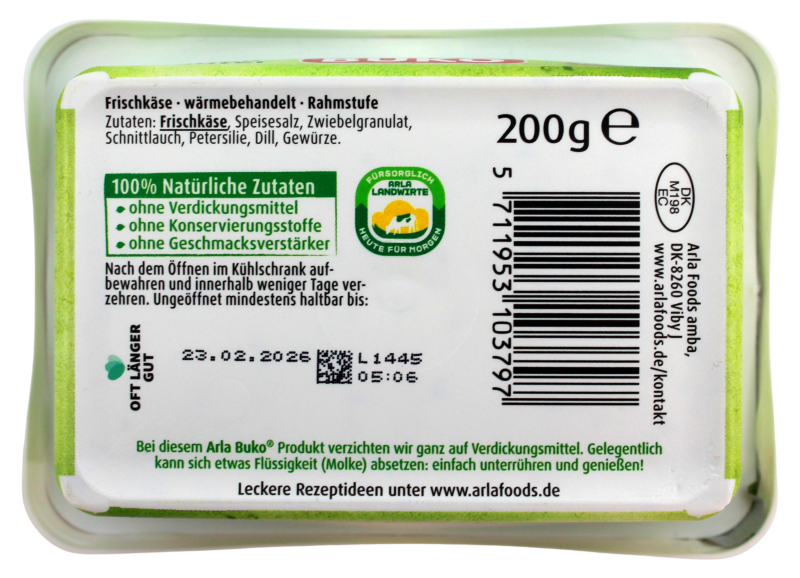 BUKO
Frischkäse · wärmebehandelt · Rahmstufe
Zutaten: Frischkäse, Speisesalz, Zwiebelgranulat,
Schnittlauch, Petersilie, Dill, Gewürze.
200g ℮
100% Natürliche Zutaten
• ohne Verdickungsmittel
• ohne Konservierungsstoffe
• ohne Geschmacksverstärker
FÜRSORGLICH
ARLA
LANDWIRTE
HEUTE FÜR MORGEN
Nach dem Öffnen im Kühlschrank auf-
bewahren und innerhalb weniger Tage ver-
zehren. Ungeöffnet mindestens haltbar bis:
OFT LÄNGER
GUT
23.02.2026
L1445
05:06
5 711953 103797
DK
M198
EC
Arla Foods amba,
DK-8260 Viby J
www.arlafoods.de/kontakt
Bei diesem Arla Buko® Produkt verzichten wir ganz auf Verdickungsmittel. Gelegentlich
kann sich etwas Flüssigkeit (Molke) absetzen: einfach unterrühren und genießen!
Leckere Rezeptideen unter www.arlafoods.de